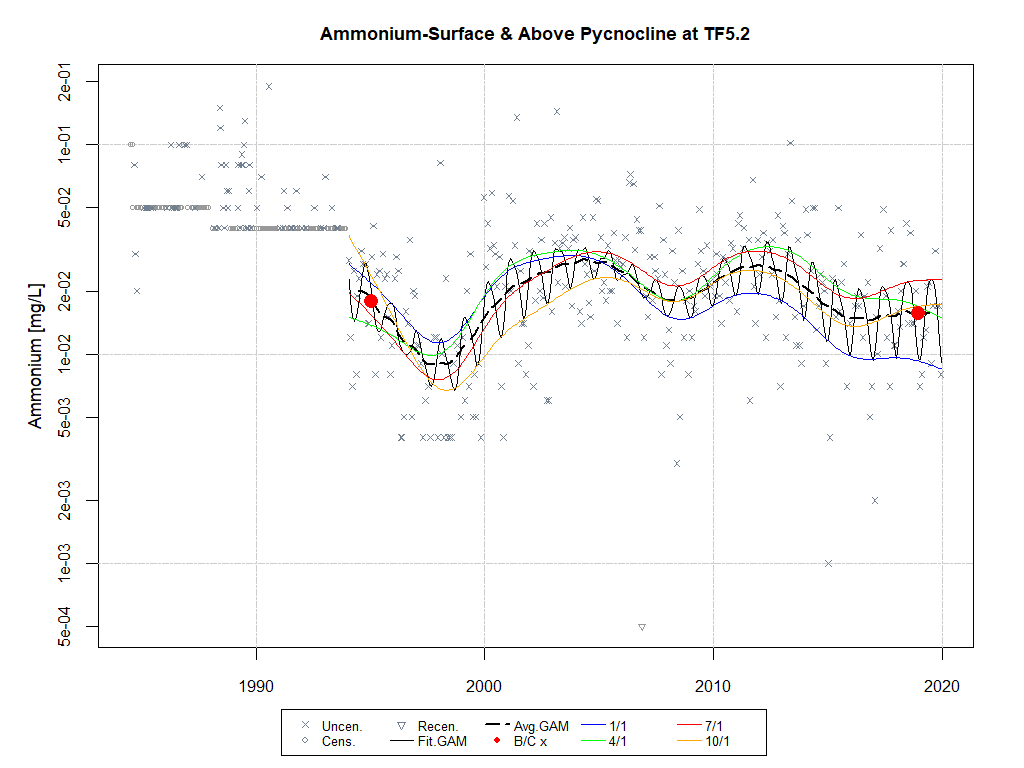 Ammonium-Surface & Above Pycnocline at TF5.2
Ammonium [mg/L]
2e-01
1e-01
5e-02
2e-02
1e-02
5e-03
2e-03
1e-03
5e-04
1990 2000 2010 2020
Uncen. Recen. Avg.GAM 1/1 7/1
Cens. Fit.GAM B/C x 4/1 10/1